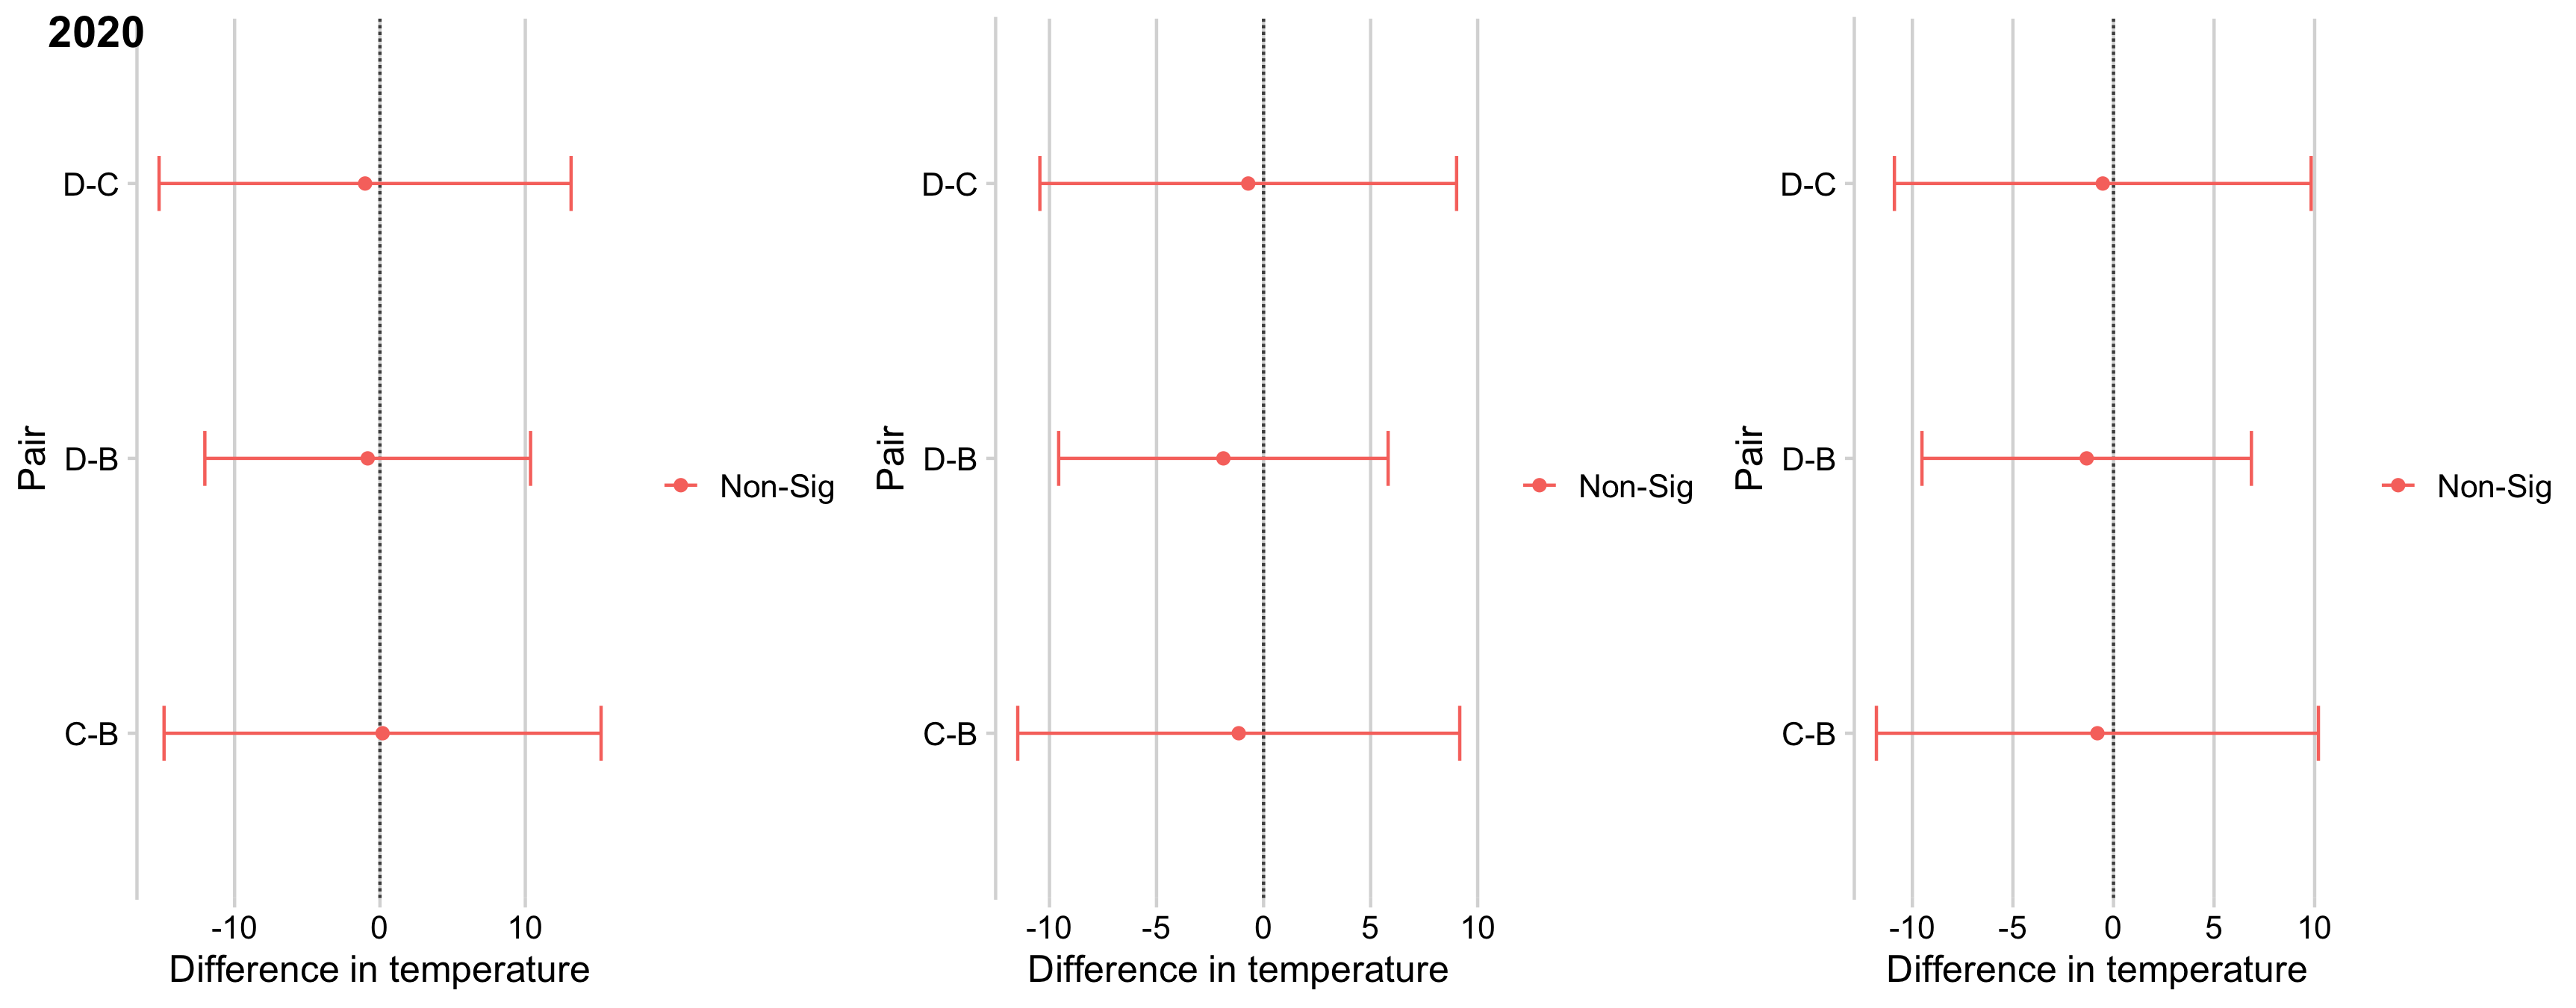 2020
Pair
D-C
D-B
C-B
-10 0 10
Difference in temperature
Non-Sig
Pair
D-C
D-B
C-B
-10 -5 0 5 10
Difference in temperature
Non-Sig
Pair
D-C
D-B
C-B
-10 -5 0 5 10
Difference in temperature
Non-Sig